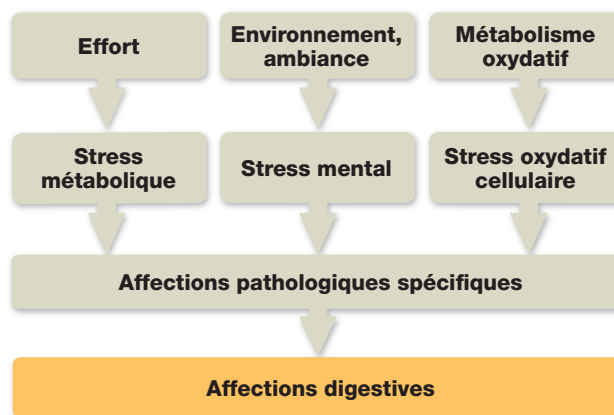 Effort
Environnement,
ambiance
Métabolisme
oxydatif
Stress
métabolique
Stress mental
Stress oxydatif
cellulaire
Affections pathologiques spécifiques
Affections digestives